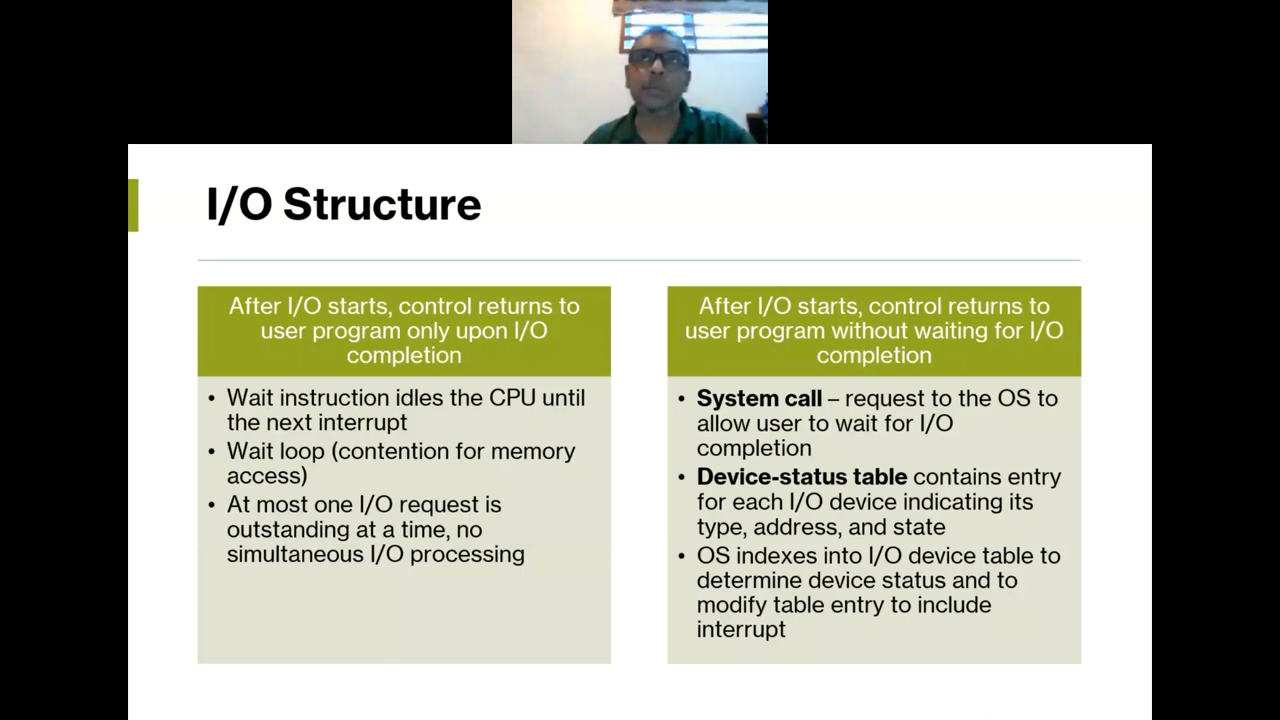 I/O Structure
After I/O starts, control returns to
user program only upon I/O
completion
• Wait instruction idles the CPU until
the next interrupt
• Wait loop (contention for memory
access)
• At most one I/O request is
outstanding at a time, no
simultaneous I/O processing
After I/O starts, control returns to
user program without waiting for I/O
completion
• System call – request to the OS to
allow user to wait for I/O
completion
• Device-status table contains entry
for each I/O device indicating its
type, address, and state
• OS indexes into I/O device table to
determine device status and to
modify table entry to include
interrupt